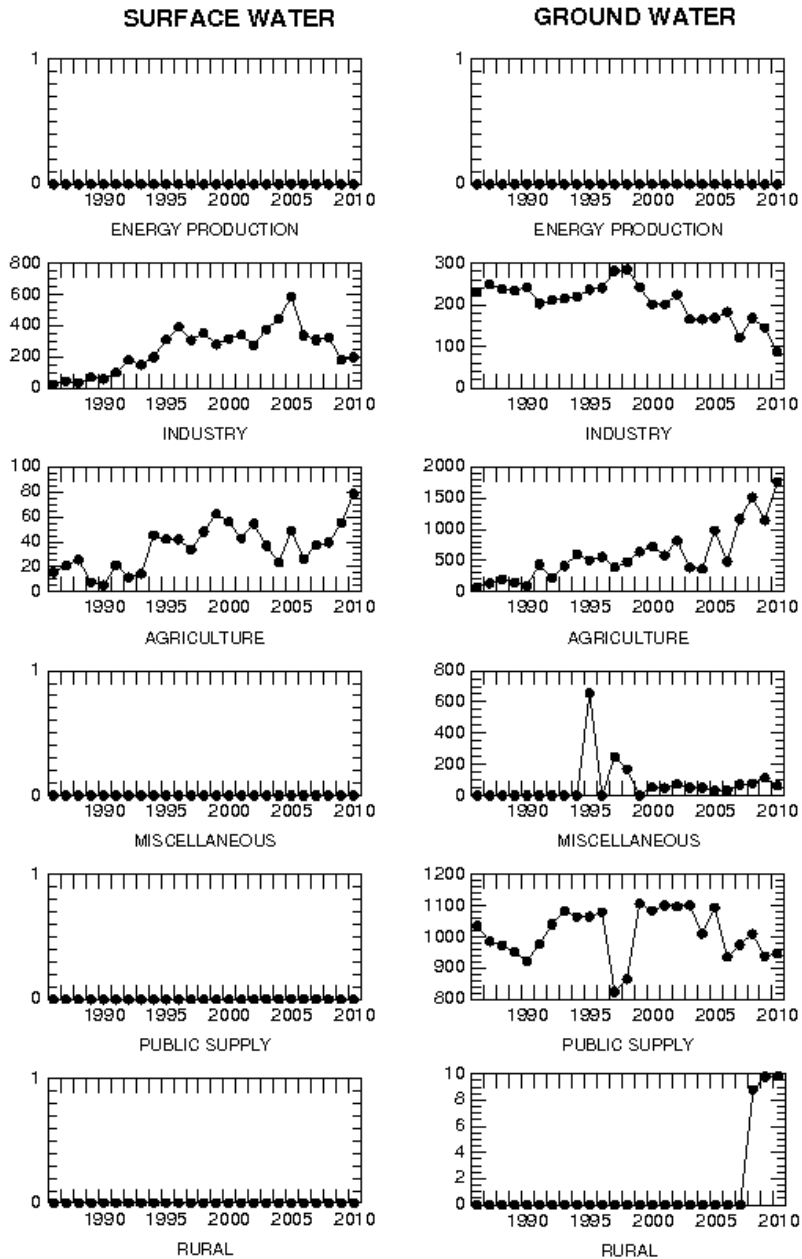 SURFACE WATER
GROUND WATER
1
0
1990 1995 2000 2005 2010
ENERGY PRODUCTION
1
0
1990 1995 2000 2005 2010
ENERGY PRODUCTION
800
600
400
200
0
1990 1995 2000 2005 2010
INDUSTRY
300
200
100
0
1990 1995 2000 2005 2010
INDUSTRY
100
80
60
40
20
0
1990 1995 2000 2005 2010
AGRICULTURE
2000
1500
1000
500
0
1990 1995 2000 2005 2010
AGRICULTURE
1
0
1990 1995 2000 2005 2010
MISCELLANEOUS
800
600
400
200
0
1990 1995 2000 2005 2010
MISCELLANEOUS
1
0
1990 1995 2000 2005 2010
PUBLIC SUPPLY
1200
1100
1000
900
800
1990 1995 2000 2005 2010
PUBLIC SUPPLY
1
0
1990 1995 2000 2005 2010
RURAL
10
8
6
4
2
0
1990 1995 2000 2005 2010
RURAL